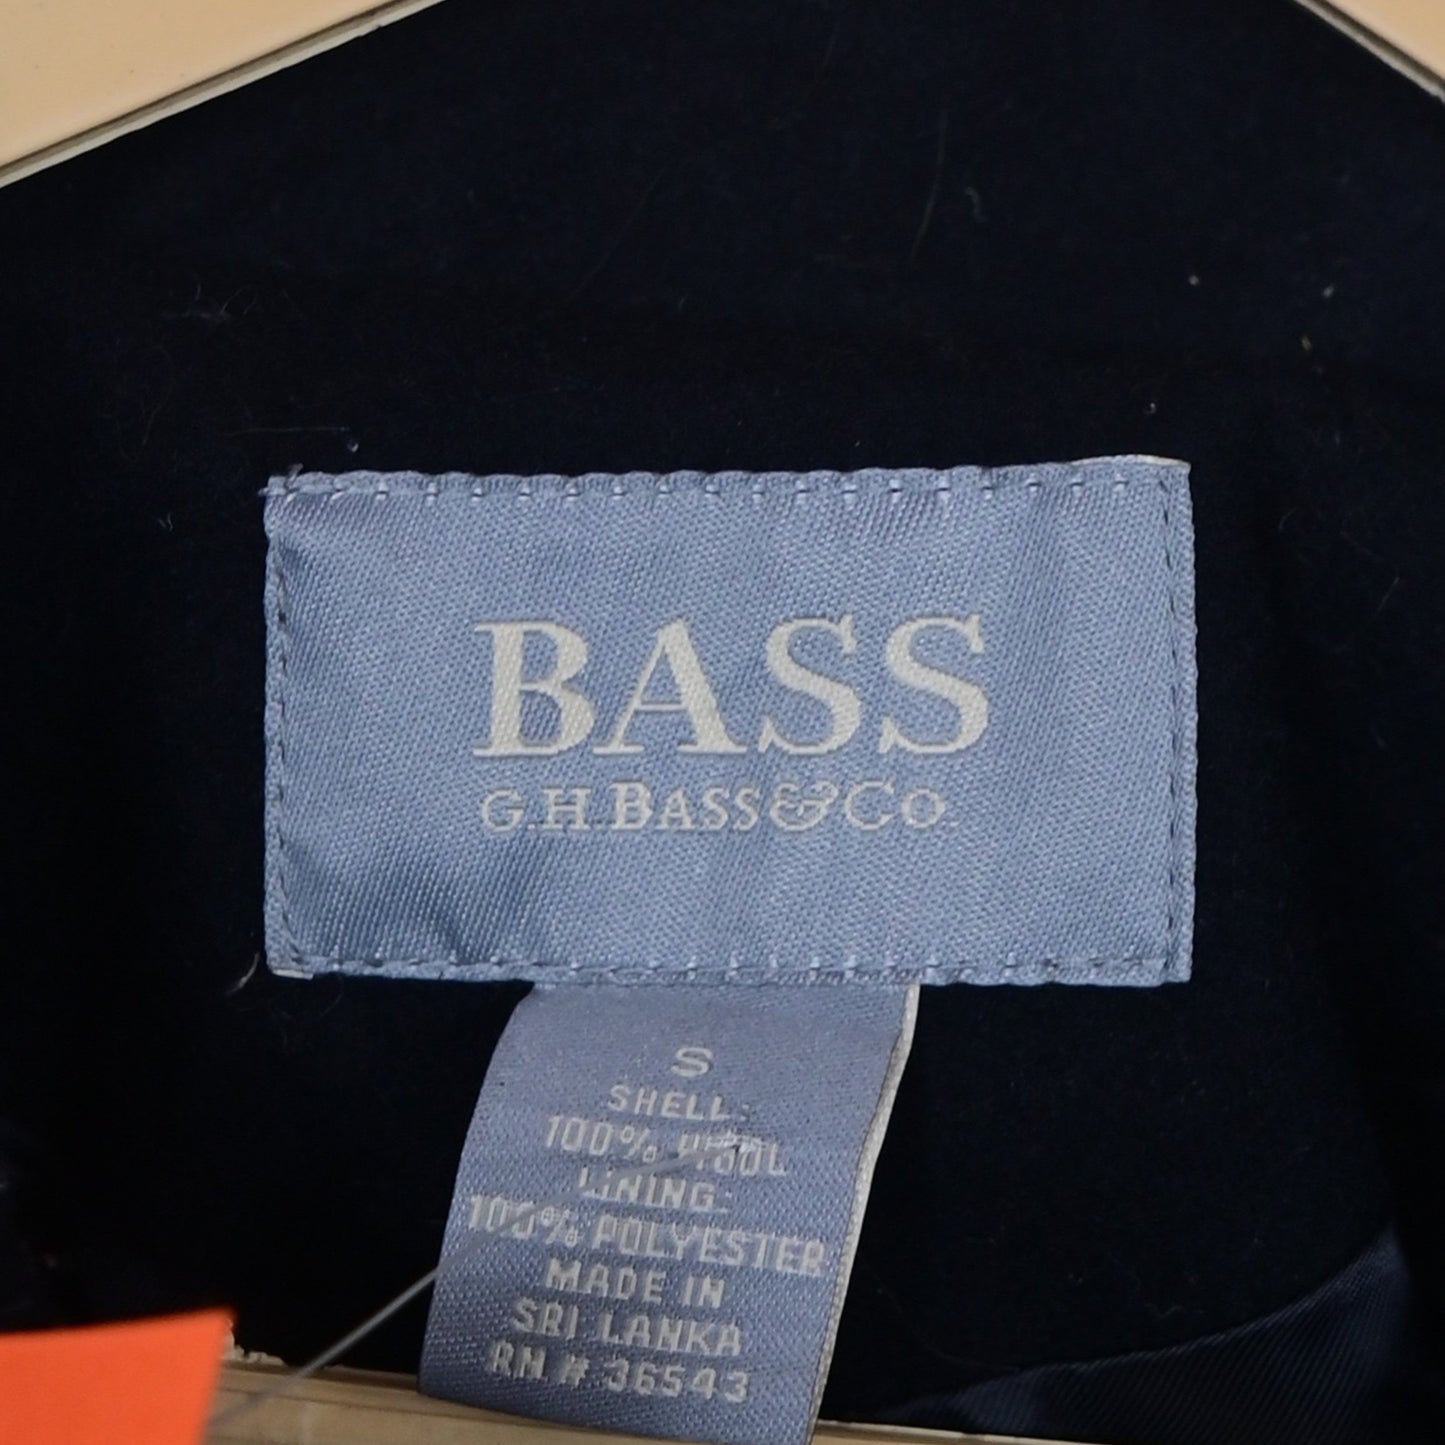 BASS
G.H.BASS&Co.
S
SHELL:
100% WOOL
LINING:
100% POLYESTER
MADE IN
SRI LANKA
RN # 36543